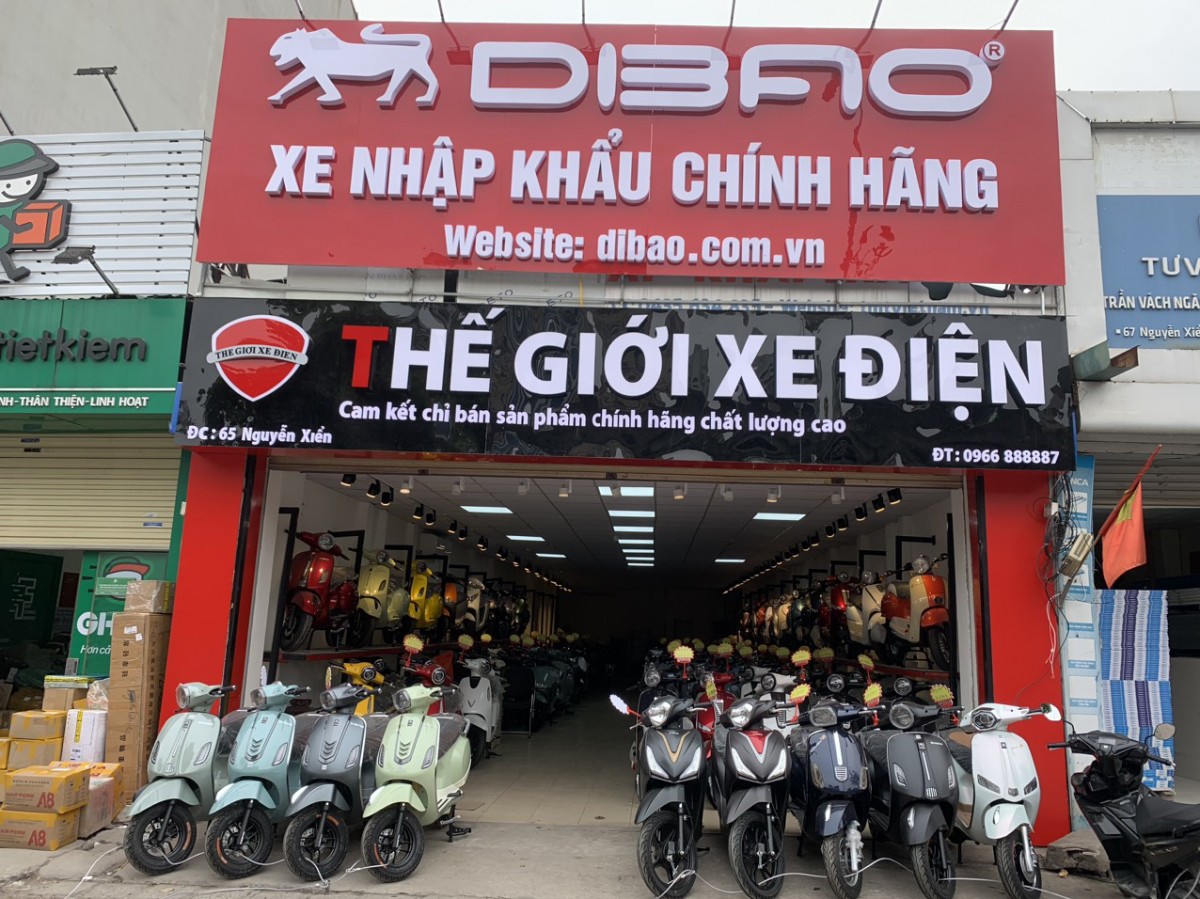 DIBAO®
XE NHẬP KHẨU CHÍNH HÃNG
Website: dibao.com.vn
THẾ GIỚI XE ĐIỆN
THẾ GIỚI XE ĐIỆN
Cam kết chỉ bán sản phẩm chính hãng chất lượng cao
ĐC: 65 Nguyễn Xiển
ĐT: 0966 888887
tietkiem
NH-THÂN THIỆN-LINH HOẠT
GH
A8
A8
TƯ V
TRẦN VÁCH NGĂ
• 67 Nguyễn Xiể